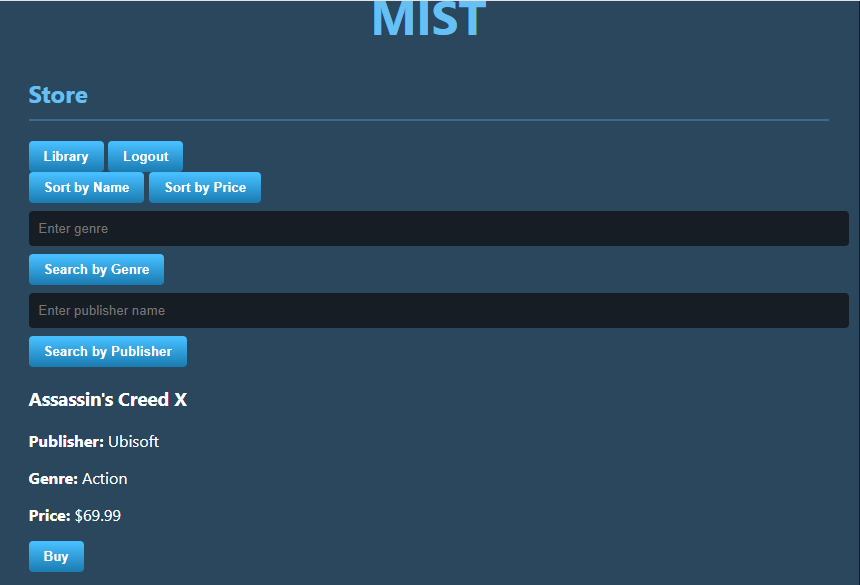 MIST
Store
Library Logout
Sort by Name Sort by Price
Enter genre
Search by Genre
Enter publisher name
Search by Publisher
Assassin's Creed X
Publisher: Ubisoft
Genre: Action
Price: $69.99
Buy